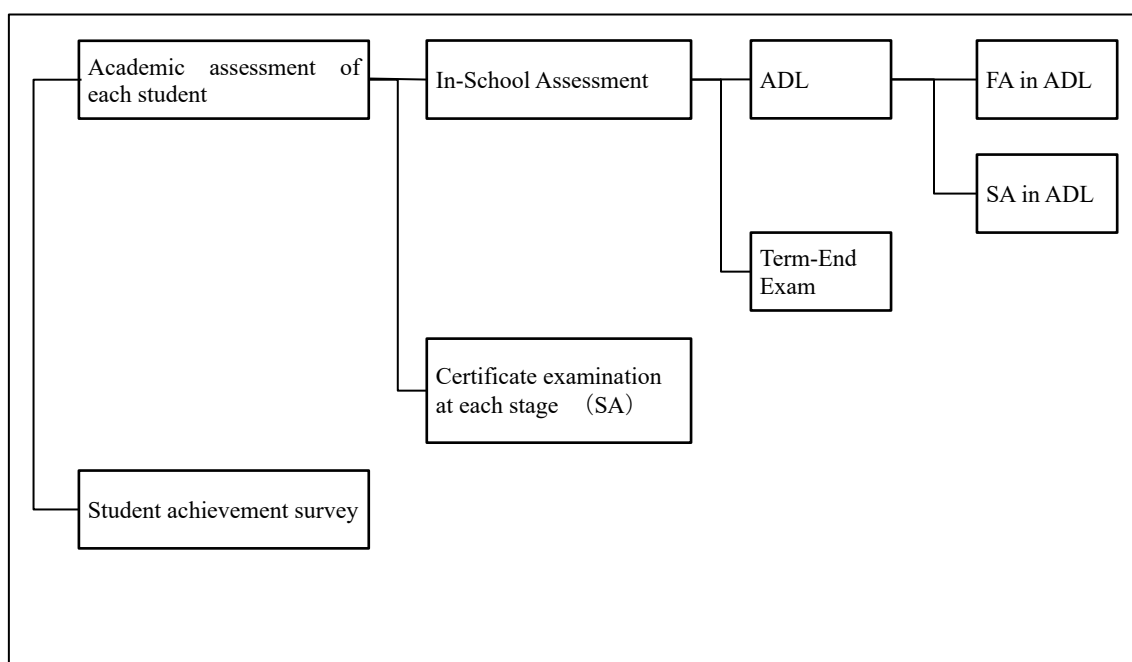 Academic assessment of
each student
In-School Assessment
ADL
FA in ADL
SA in ADL
Term-End
Exam
Certificate examination
at each stage （SA）
Student achievement survey